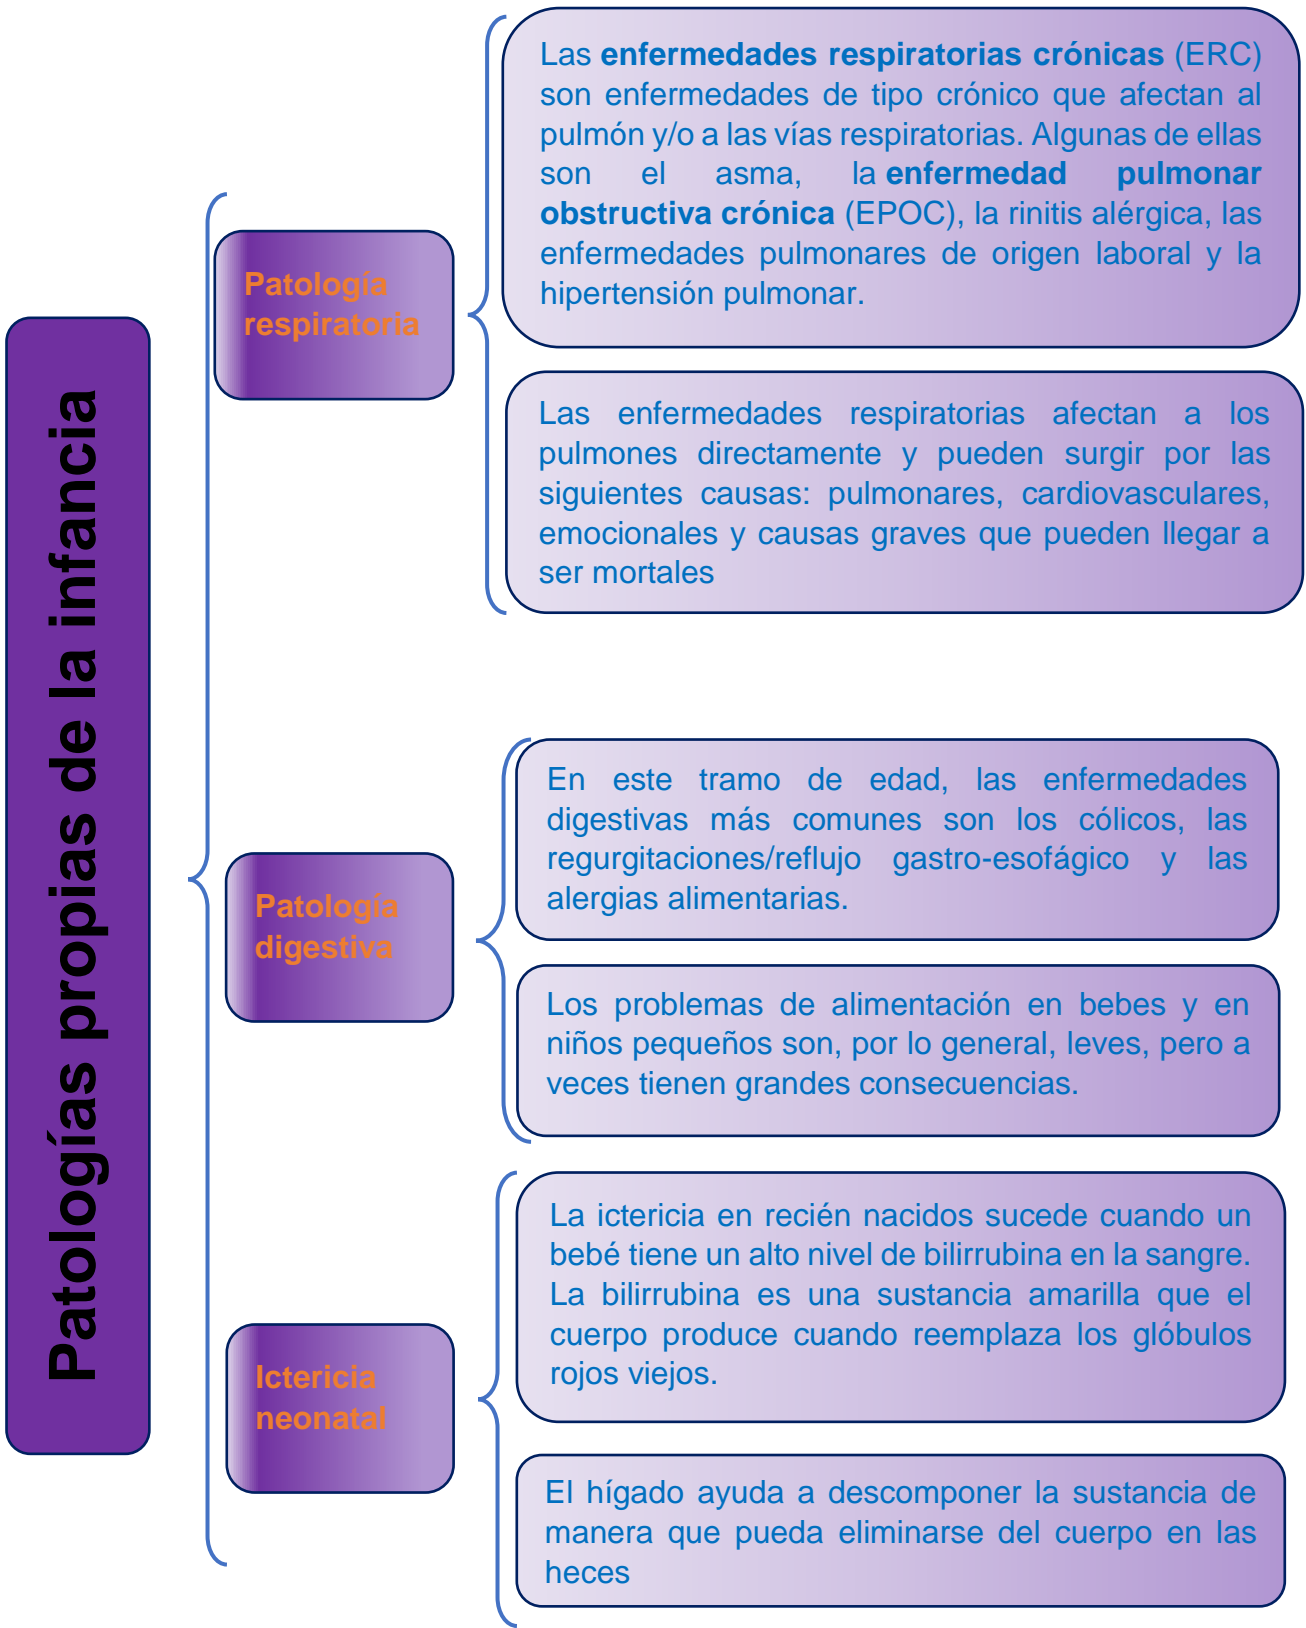 Patologías propias de la infancia
Patología
respiratoria
Las enfermedades respiratorias crónicas (ERC)
son enfermedades de tipo crónico que afectan al
pulmón y/o a las vías respiratorias. Algunas de ellas
son el asma, la enfermedad pulmonar
obstructiva crónica (EPOC), la rinitis alérgica, las
enfermedades pulmonares de origen laboral y la
hipertensión pulmonar.
Las enfermedades respiratorias afectan a los
pulmones directamente y pueden surgir por las
siguientes causas: pulmonares, cardiovasculares,
emocionales y causas graves que pueden llegar a
ser mortales
Patología
digestiva
En este tramo de edad, las enfermedades
digestivas más comunes son los cólicos, las
regurgitaciones/reflujo gastro-esofágico y las
alergias alimentarias.
Los problemas de alimentación en bebes y en
niños pequeños son, por lo general, leves, pero a
veces tienen grandes consecuencias.
Ictericia
neonatal
La ictericia en recién nacidos sucede cuando un
bebé tiene un alto nivel de bilirrubina en la sangre.
La bilirrubina es una sustancia amarilla que el
cuerpo produce cuando reemplaza los glóbulos
rojos viejos.
El hígado ayuda a descomponer la sustancia de
manera que pueda eliminarse del cuerpo en las
heces